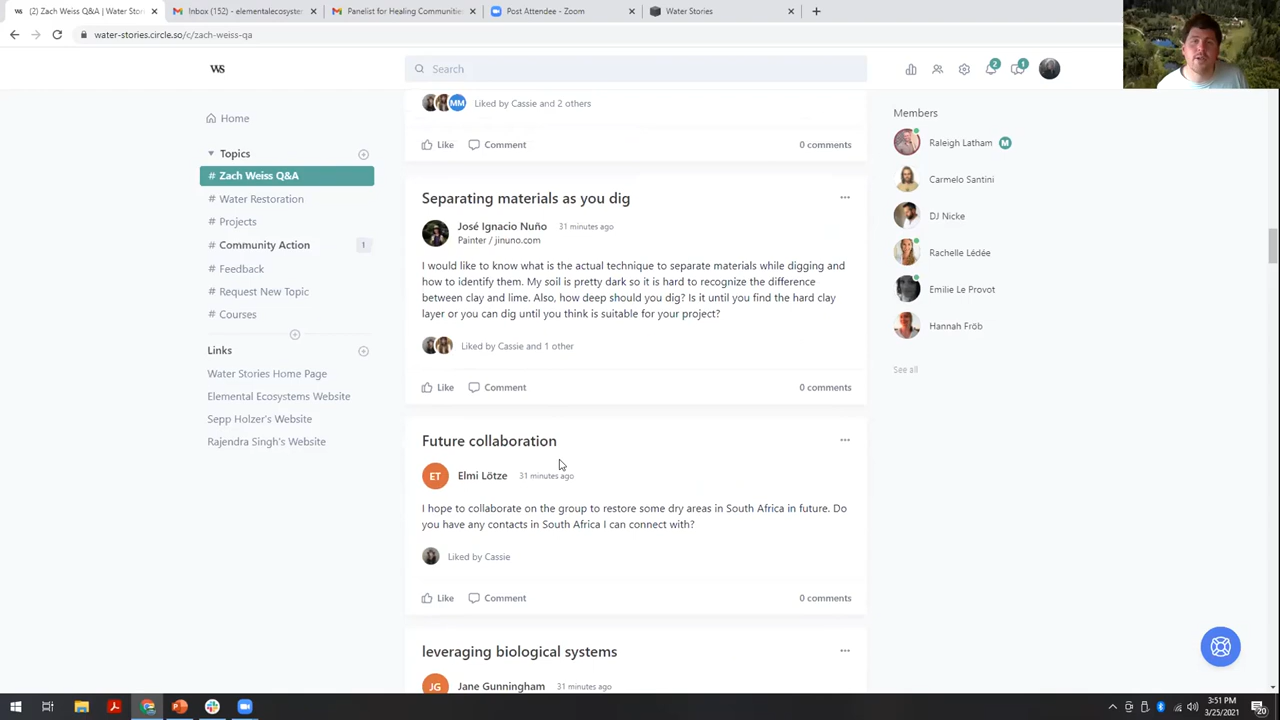 (2) Zach Weiss Q&A | Water Stor
Inbox (152) - elementalecosystem
Panelist for Healing Communities
Post Attendee - Zoom
Water Stories
water-stories.circle.so/c/zach-weiss-qa
WS
Search
2
1
Home
Topics
# Zach Weiss Q&A
# Water Restoration
# Projects
# Community Action 1
# Feedback
# Request New Topic
# Courses
Links
Water Stories Home Page
Elemental Ecosystems Website
Sepp Holzer's Website
Rajendra Singh's Website
MM Liked by Cassie and 2 others
Like Comment 0 comments
Separating materials as you dig
José Ignacio Nuño 31 minutes ago
Painter / jinuno.com
I would like to know what is the actual technique to separate materials while digging and
how to identify them. My soil is pretty dark so it is hard to recognize the difference
between clay and lime. Also, how deep should you dig? Is it until you find the hard clay
layer or you can dig until you think is suitable for your project?
Liked by Cassie and 1 other
Like Comment 0 comments
Future collaboration
ET Elmi Lötze 31 minutes ago
I hope to collaborate on the group to restore some dry areas in South Africa in future. Do
you have any contacts in South Africa I can connect with?
Liked by Cassie
Like Comment 0 comments
leveraging biological systems
JG Jane Gunningham 31 minutes ago
Members
Raleigh Latham M
Carmelo Santini
DJ Nicke
Rachelle Lédée
Emilie Le Provot
Hannah Fröb
See all
3:51 PM
3/25/2021
20